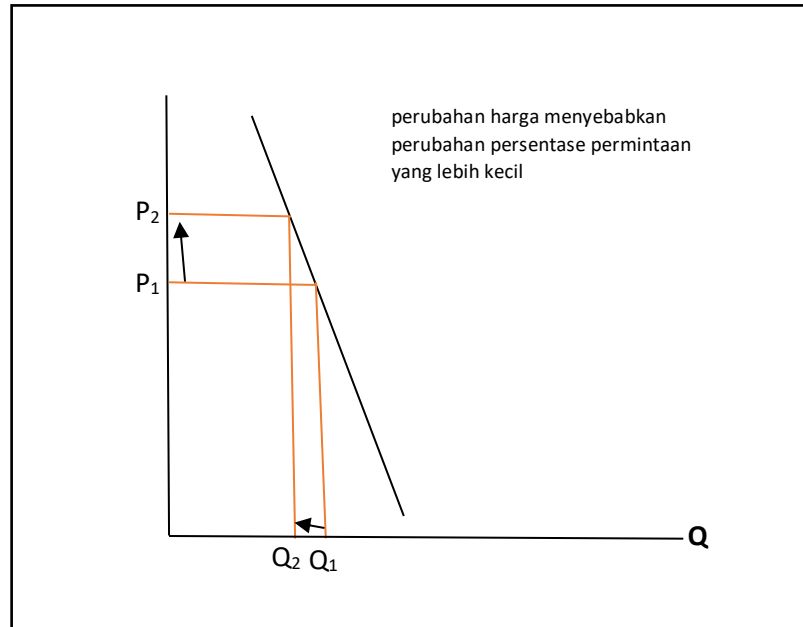 perubahan harga menyebabkan
perubahan persentase permintaan
yang lebih kecil
P₂
P₁
Q₂ Q₁
Q